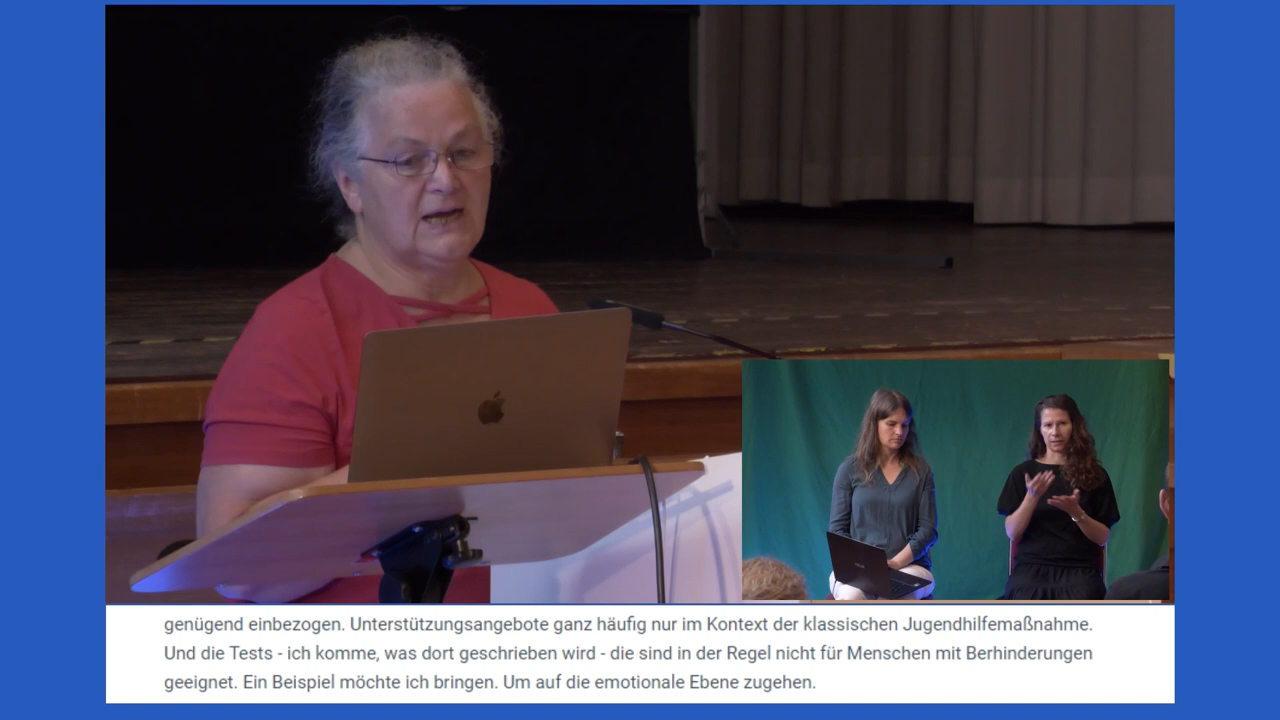 genügend einbezogen. Unterstützungsangebote ganz häufig nur im Kontext der klassischen Jugendhilfemaßnahme.
Und die Tests - ich komme, was dort geschrieben wird - die sind in der Regel nicht für Menschen mit Berhinderungen
geeignet. Ein Beispiel möchte ich bringen. Um auf die emotionale Ebene zugehen.